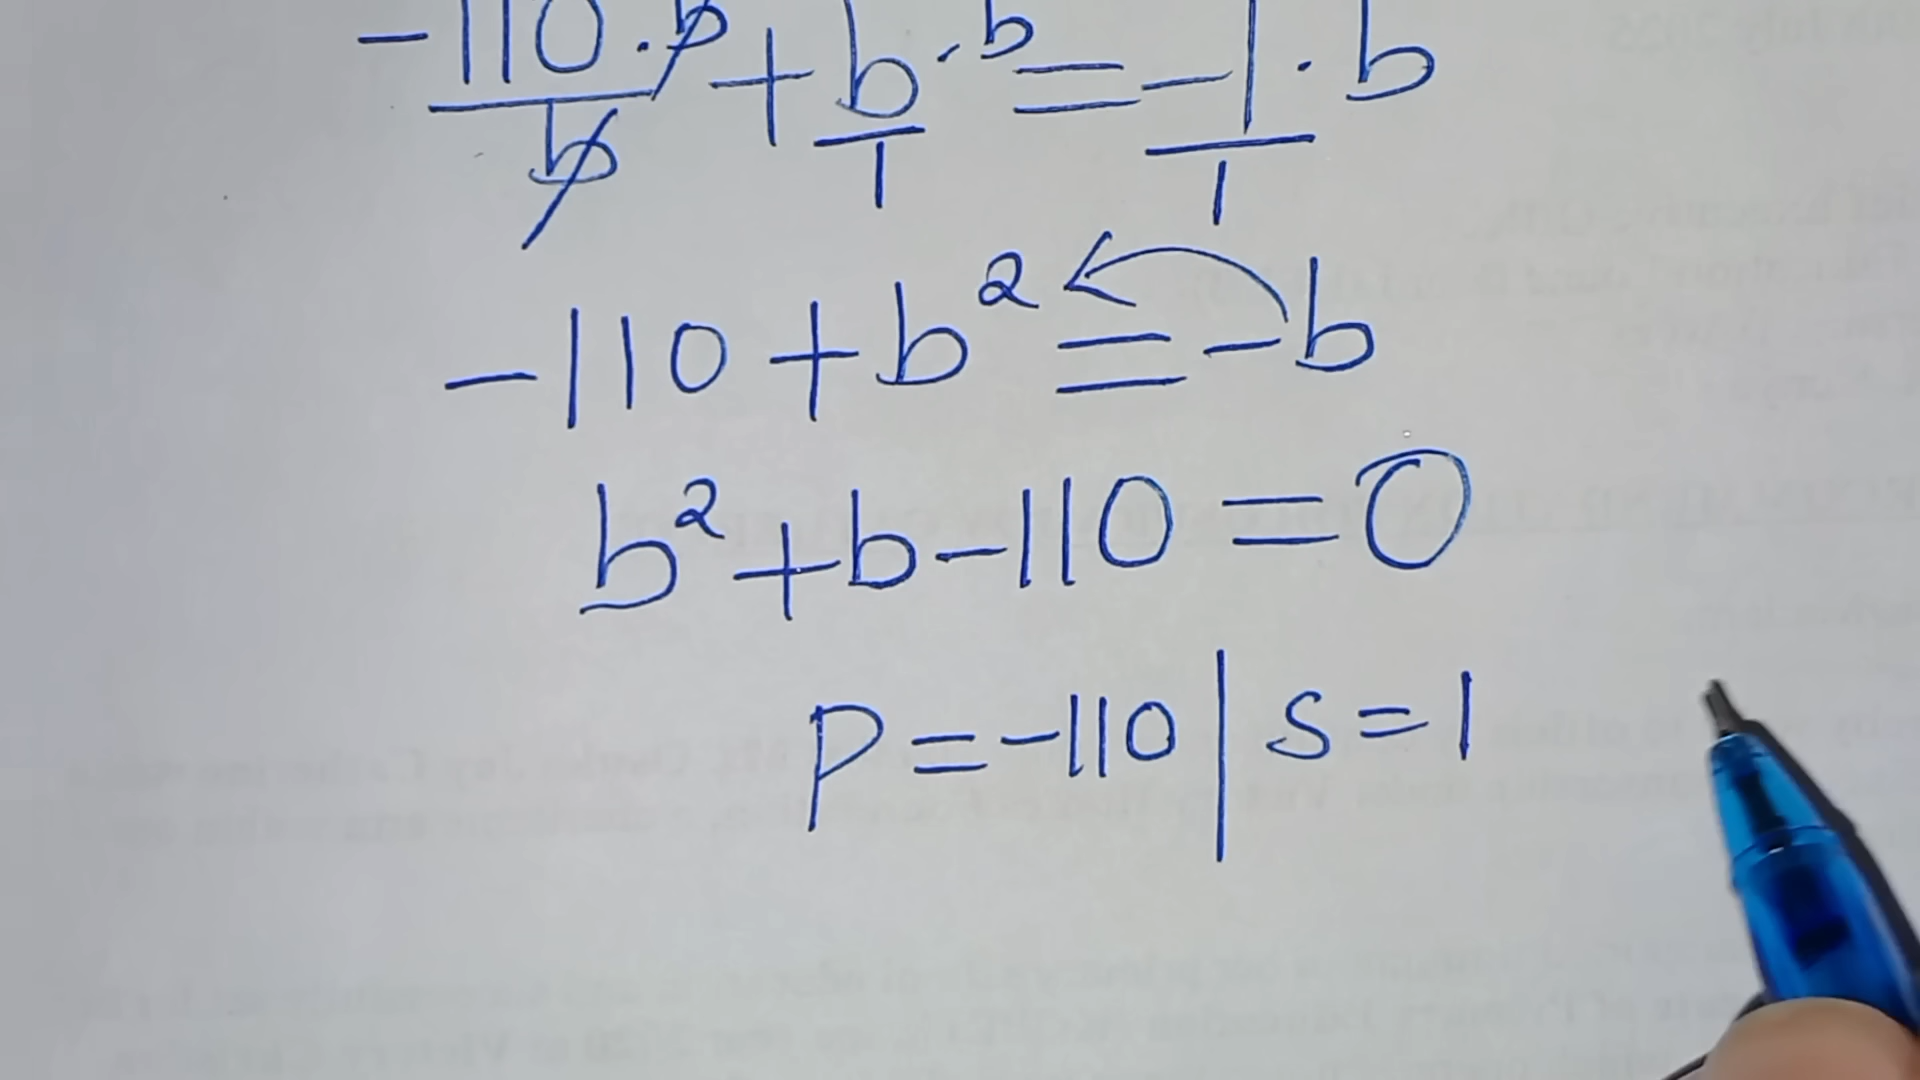 -110·b/b + b/1·b = -1/1·b
-110 + b² = -b
b² + b - 110 = 0
P = -110 | S = 1